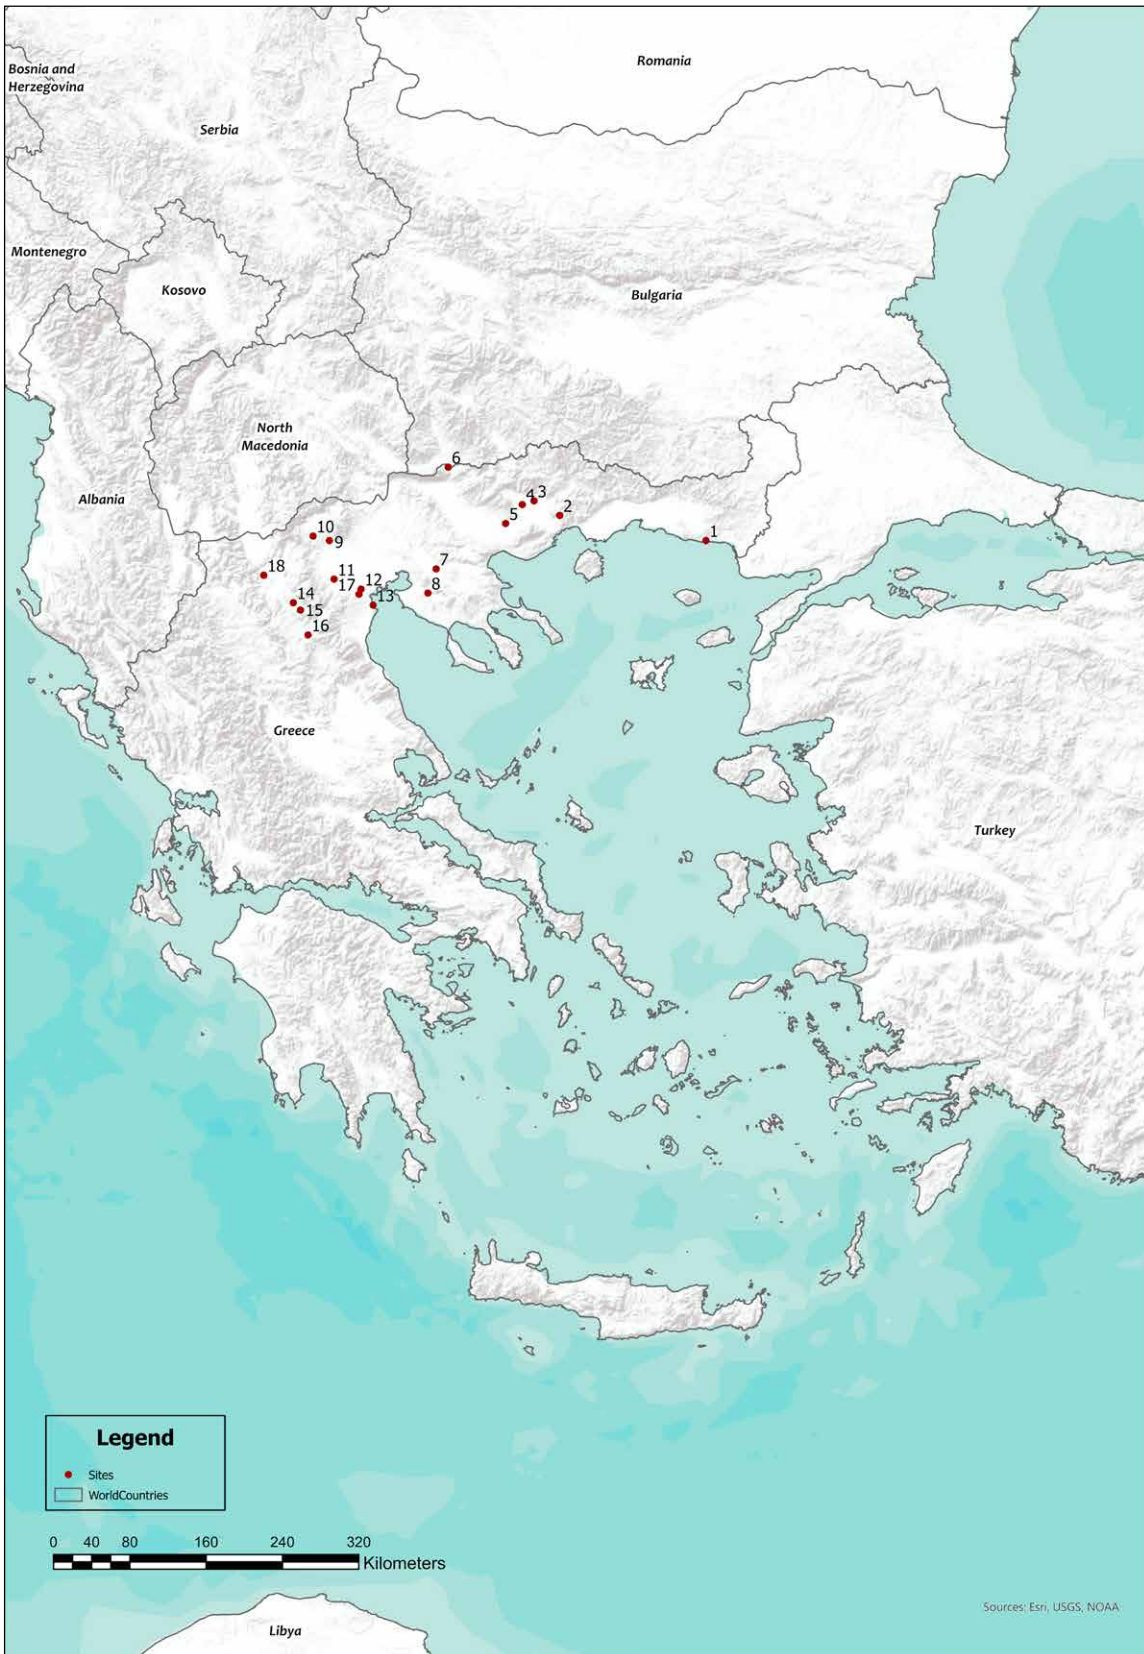 Romania
Bosnia and
Herzegovina
Serbia
Montenegro
Kosovo
Bulgaria
North
Macedonia
Albania
6
3
4
2
5
1
10
9
7
18
11
12
17
8
13
14
15
16
Greece
Turkey
Legend
Sites
WorldCountries
0 40 80 160 240 320
Kilometers
Sources: Esri, USGS, NOAA
Libya